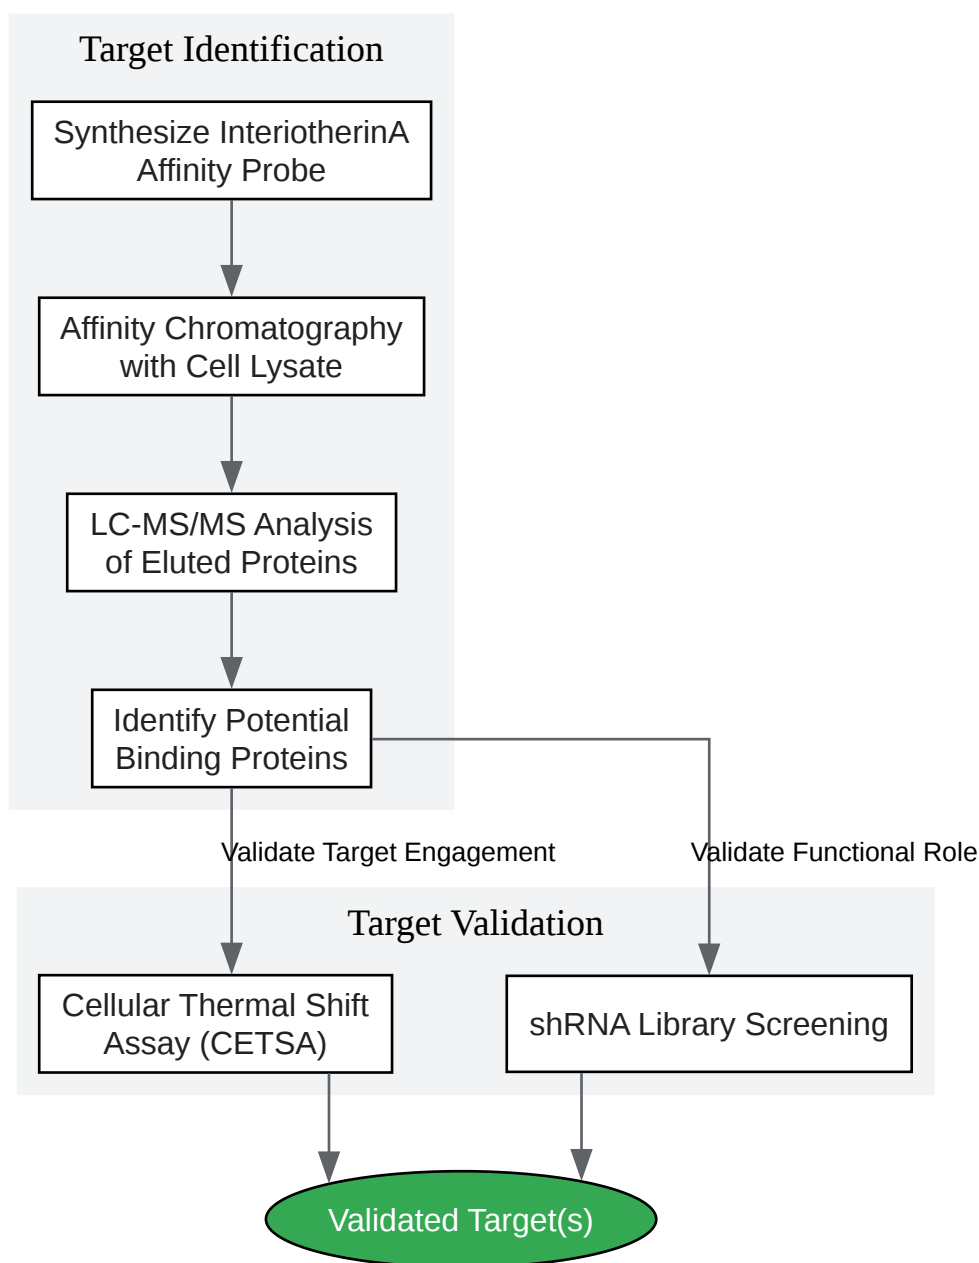 Target Identification
Synthesize InteriotherinA
Affinity Probe
Affinity Chromatography
with Cell Lysate
LC-MS/MS Analysis
of Eluted Proteins
Identify Potential
Binding Proteins
Validate Target Engagement
Validate Functional Role
Target Validation
Cellular Thermal Shift
Assay (CETSA)
shRNA Library Screening
Validated Target(s)